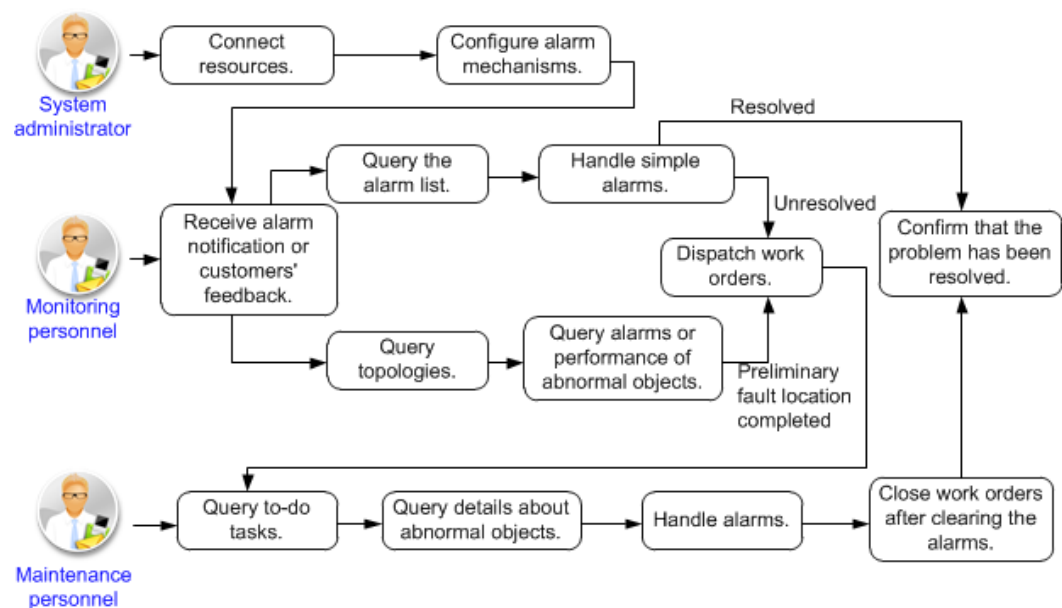 Connect
resources.
Configure alarm
mechanisms.
System
administrator
Resolved
Query the
alarm list.
Handle simple
alarms.
Unresolved
Receive alarm
notification or
customers'
feedback.
Monitoring
personnel
Dispatch work
orders.
Confirm that the
problem has been
resolved.
Query
topologies.
Query alarms or
performance of
abnormal objects.
Preliminary
fault location
completed
Maintenance
personnel
Query to-do
tasks.
Query details about
abnormal objects.
Handle alarms.
Close work orders
after clearing the
alarms.